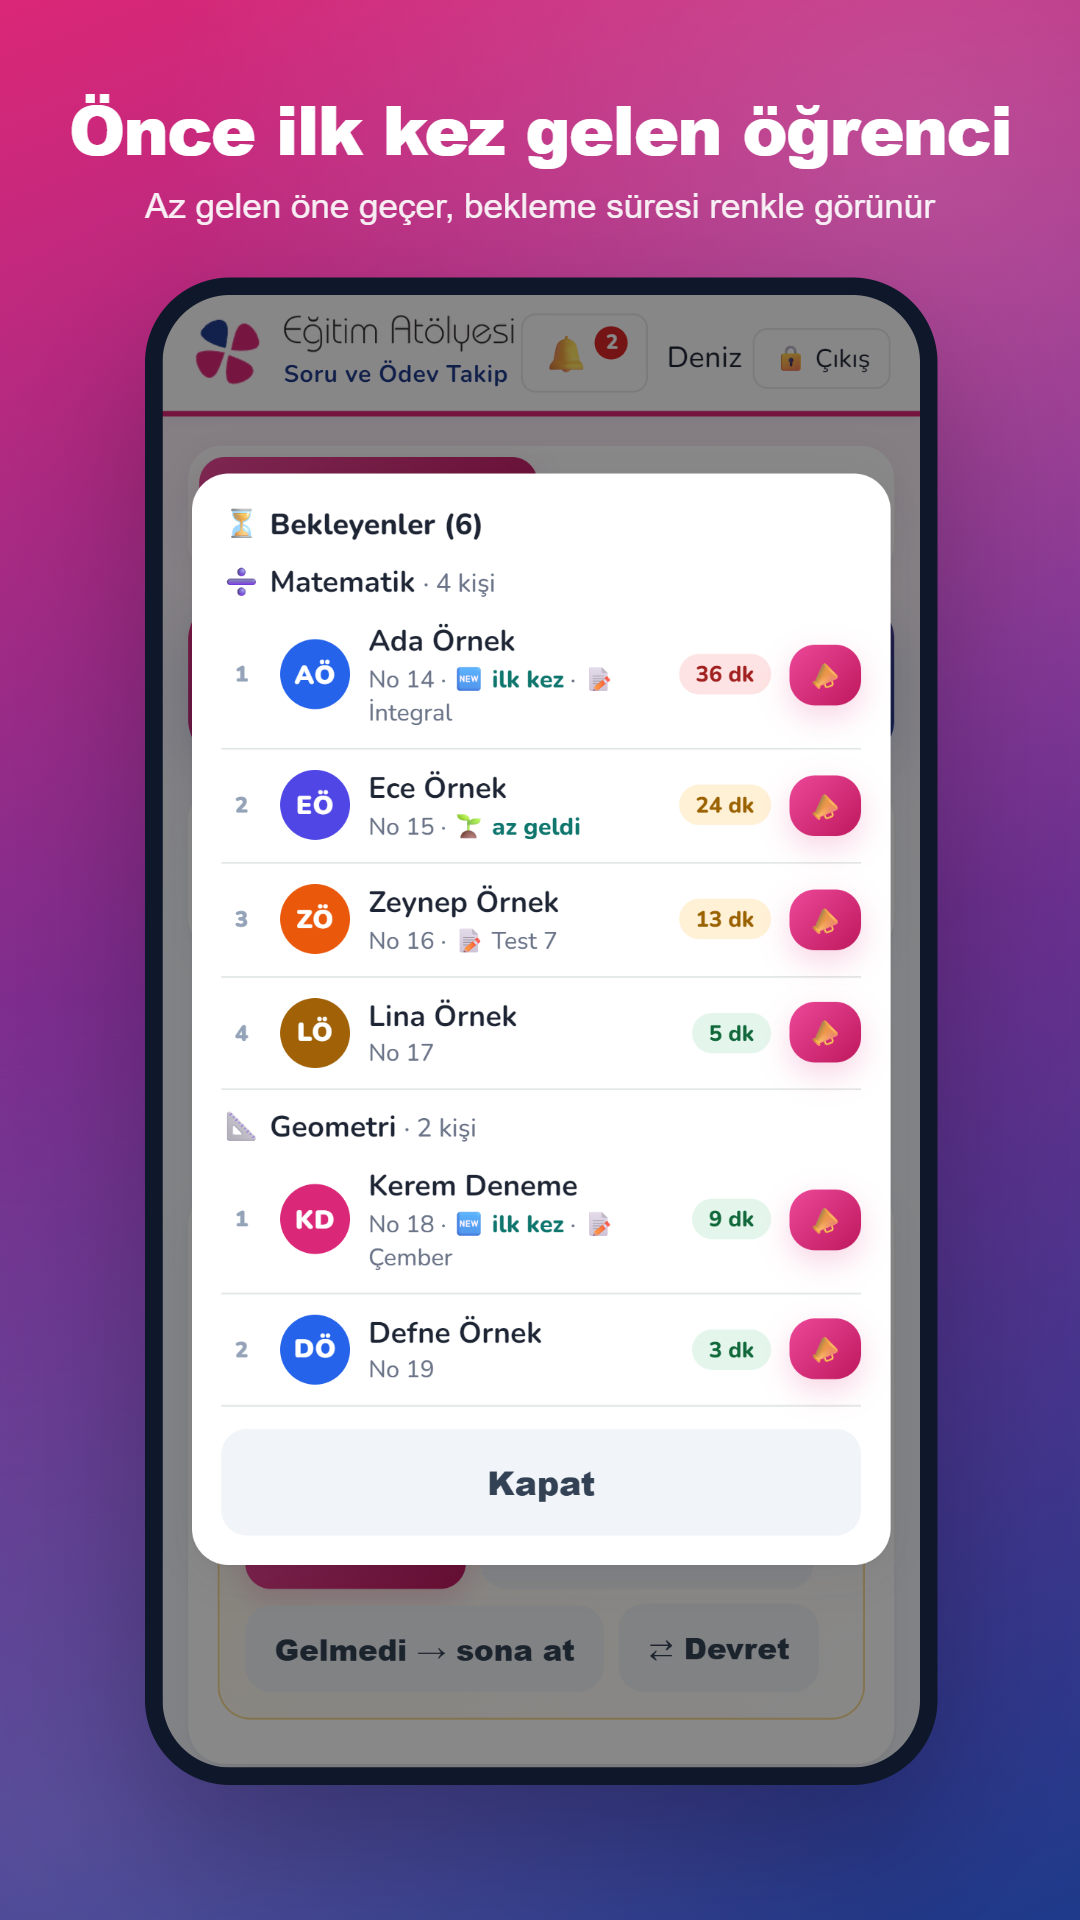 Önce ilk kez gelen öğrenci
Az gelen öne geçer, bekleme süresi renkle görünür
Eğitim Atölyesi
Soru ve Ödev Takip
2
Deniz
Çıkış
Bekleyenler (6)
Matematik · 4 kişi
1
AÖ
Ada Örnek
No 14 · NEW ilk kez ·
İntegral
36 dk
2
EÖ
Ece Örnek
No 15 · az geldi
24 dk
3
ZÖ
Zeynep Örnek
No 16 · Test 7
13 dk
4
LÖ
Lina Örnek
No 17
5 dk
Geometri · 2 kişi
1
KD
Kerem Deneme
No 18 · NEW ilk kez ·
Çember
9 dk
2
DÖ
Defne Örnek
No 19
3 dk
Kapat
Gelmedi → sona at
⇄ Devret